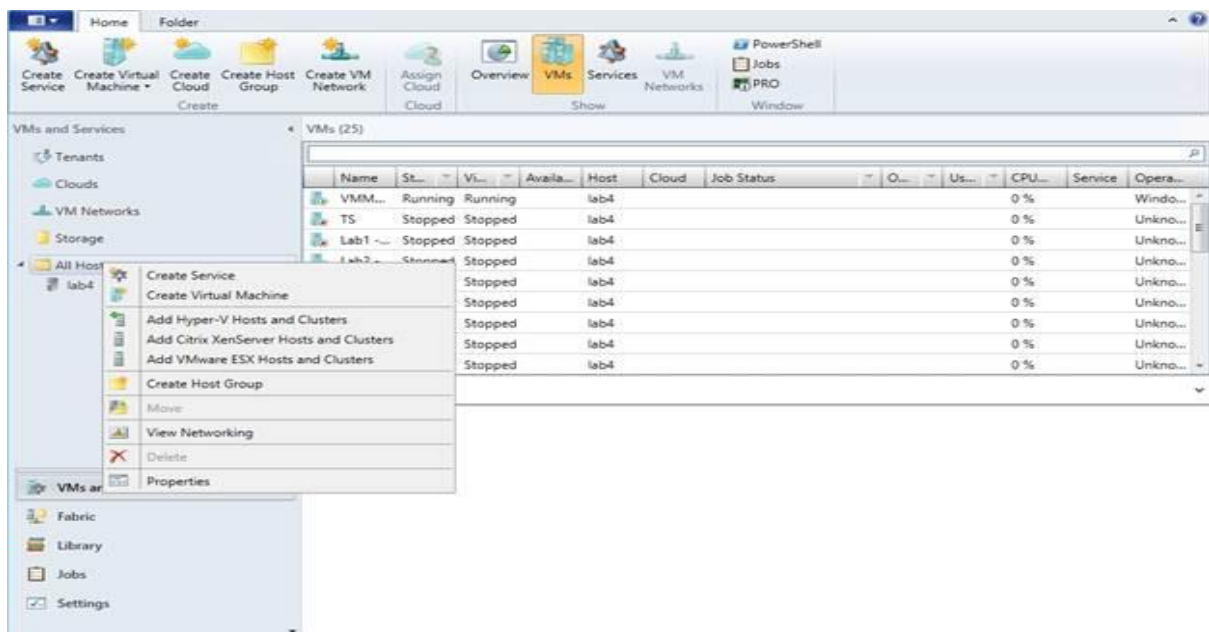 Home Folder
Create Service
Create Virtual Machine
Create Cloud
Create Host Group
Create VM Network
Assign Cloud
Overview
VMs
Services
VM Networks
PowerShell
Jobs
PRO
Create
Cloud
Show
Window
VMs and Services
Tenants
Clouds
VM Networks
Storage
All Host
lab4
VMs (25)
Name St... Vi... Availa... Host Cloud Job Status O... Us... CPU... Service Opera...
VMM... Running Running lab4 0 % Windo...
TS Stopped Stopped lab4 0 % Unkno...
Lab1 -... Stopped Stopped lab4 0 % Unkno...
Lab2 - Stopped Stopped lab4 0 % Unkno...
Stopped lab4 0 % Unkno...
Stopped lab4 0 % Unkno...
Stopped lab4 0 % Unkno...
Stopped lab4 0 % Unkno...
Stopped lab4 0 % Unkno...
Create Service
Create Virtual Machine
Add Hyper-V Hosts and Clusters
Add Citrix XenServer Hosts and Clusters
Add VMware ESX Hosts and Clusters
Create Host Group
Move
View Networking
Delete
Properties
VMs ar
Fabric
Library
Jobs
Settings